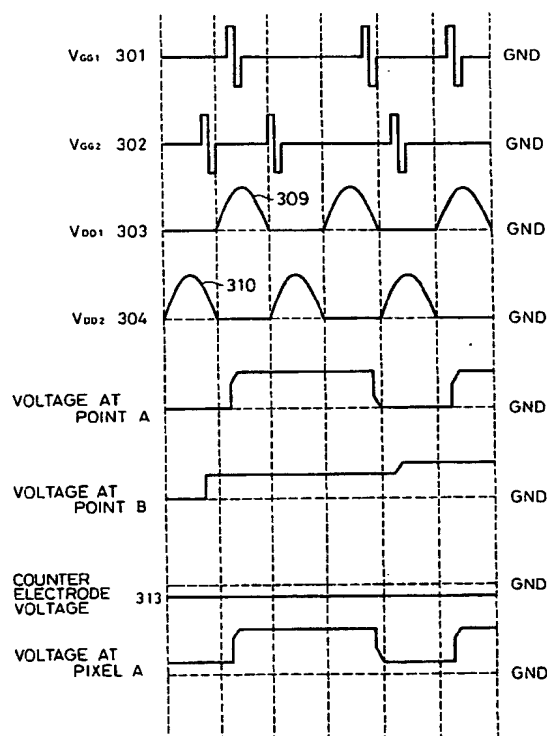 VGG1 301 GND
VGG2 302 GND
309
VDD1 303 GND
310
VDD2 304 GND
VOLTAGE AT
POINT A
GND
VOLTAGE AT
POINT B
GND
COUNTER
ELECTRODE
VOLTAGE 313
GND
VOLTAGE AT
PIXEL A
GND